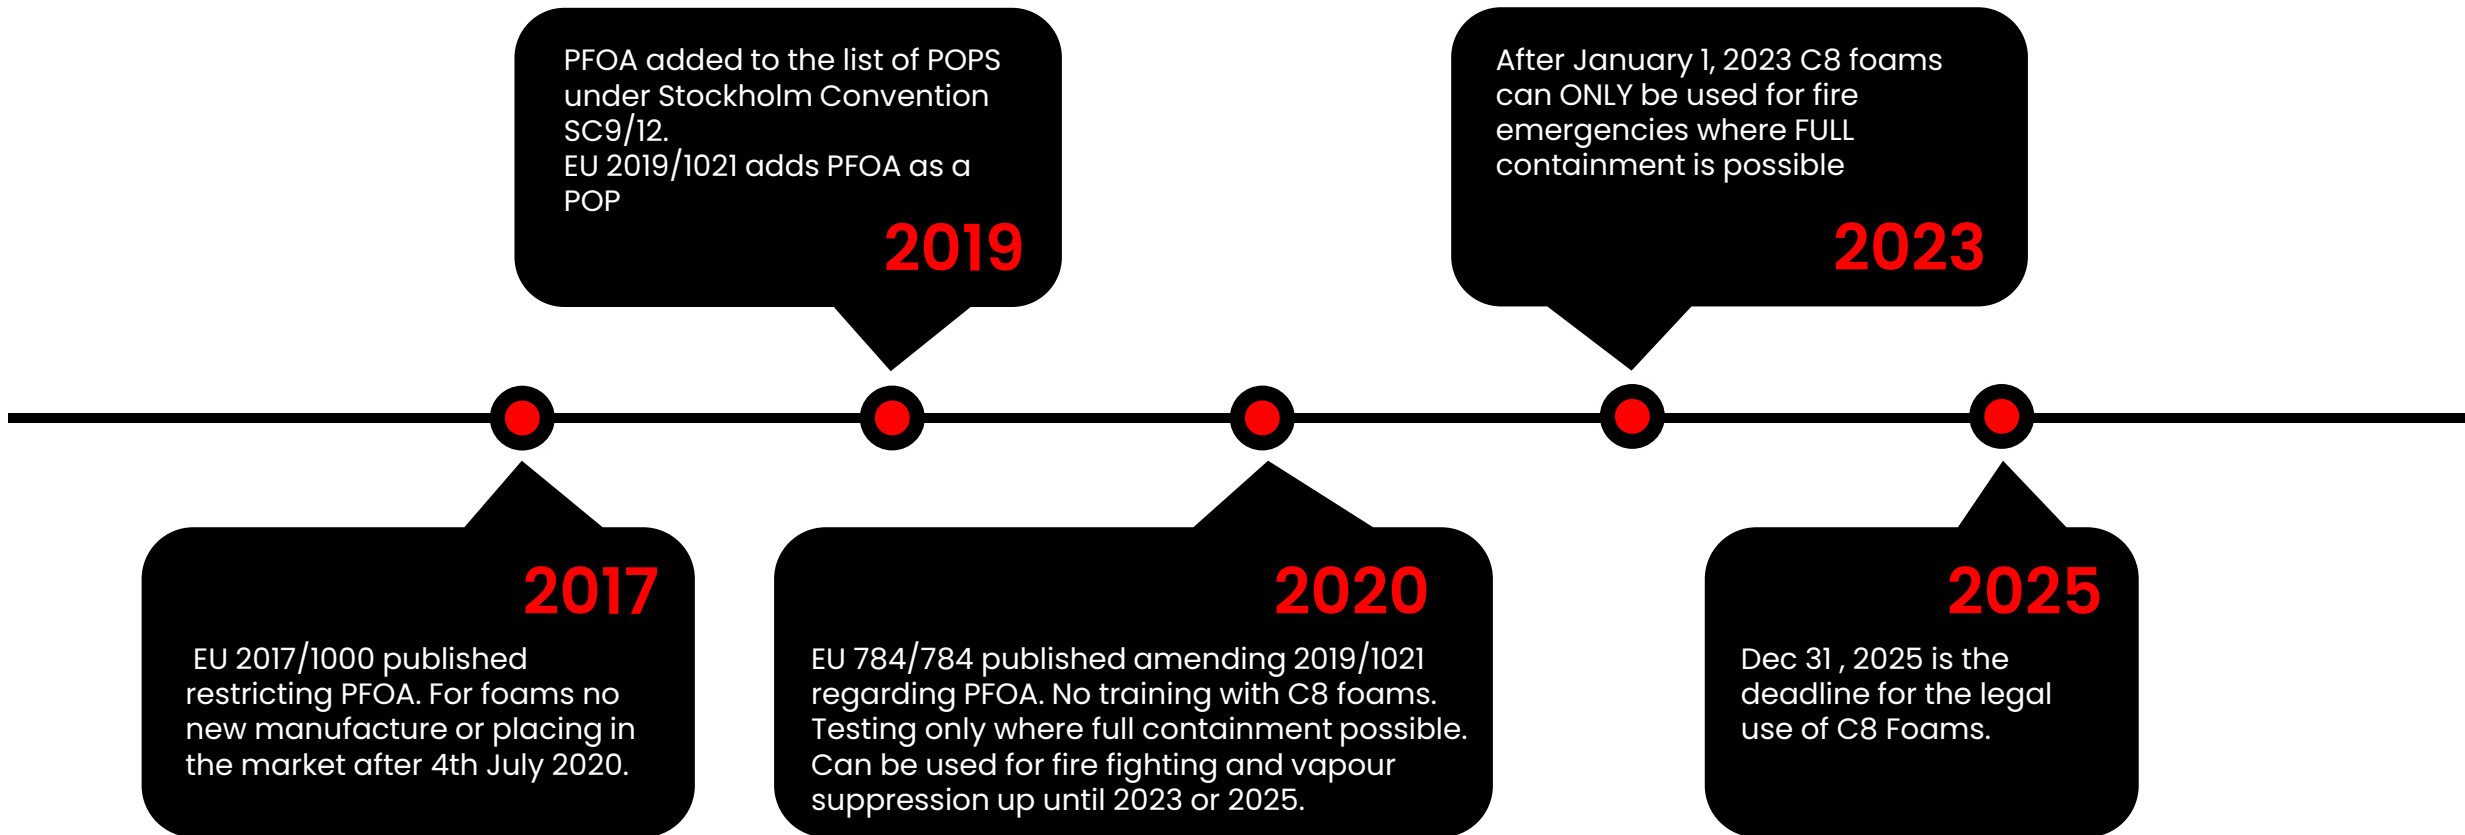 PFOA added to the list of POPS
under Stockholm Convention
SC9/12.
EU 2019/1021 adds PFOA as a
POP
2019
After January 1, 2023 C8 foams
can ONLY be used for fire
emergencies where FULL
containment is possible
2023
2017
EU 2017/1000 published
restricting PFOA. For foams no
new manufacture or placing in
the market after 4th July 2020.
2020
EU 784/784 published amending 2019/1021
regarding PFOA. No training with C8 foams.
Testing only where full containment possible.
Can be used for fire fighting and vapour
suppression up until 2023 or 2025.
2025
Dec 31 , 2025 is the
deadline for the legal
use of C8 Foams.